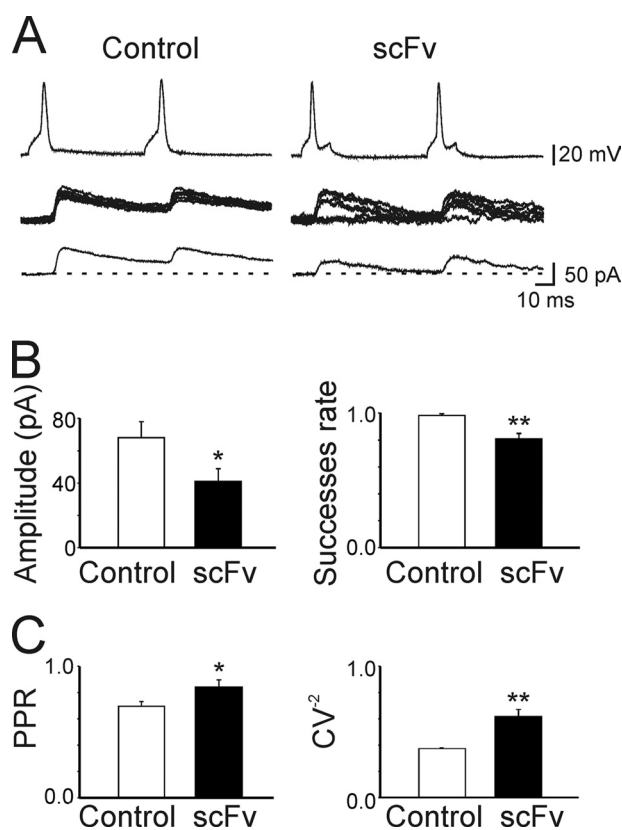 A
Control scFv
20 mV
50 pA
10 ms
B
Amplitude (pA)
80
40
0
*
Control scFv
Successes rate
1.0
0.0
**
Control scFv
C
PPR
1.0
0.0
*
Control scFv
CV-2
1.0
0.0
**
Control scFv